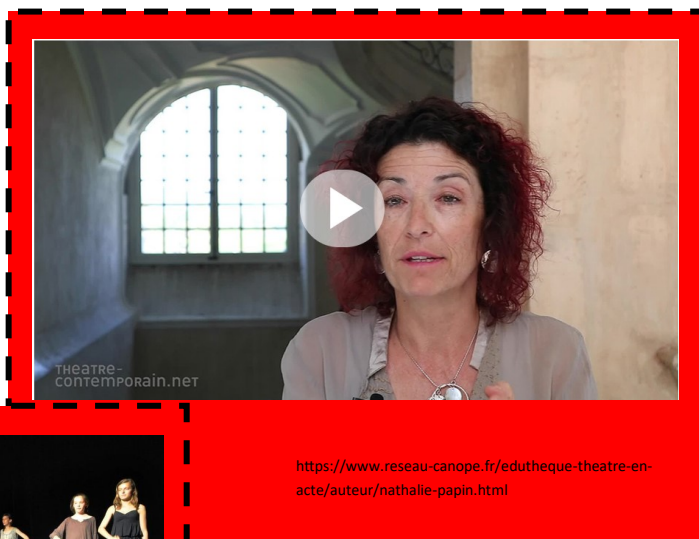 THEATRE-
CONTEMPORAIN.NET
https://www.reseau-canope.fr/edutheque-theatre-en-
acte/auteur/nathalie-papin.html